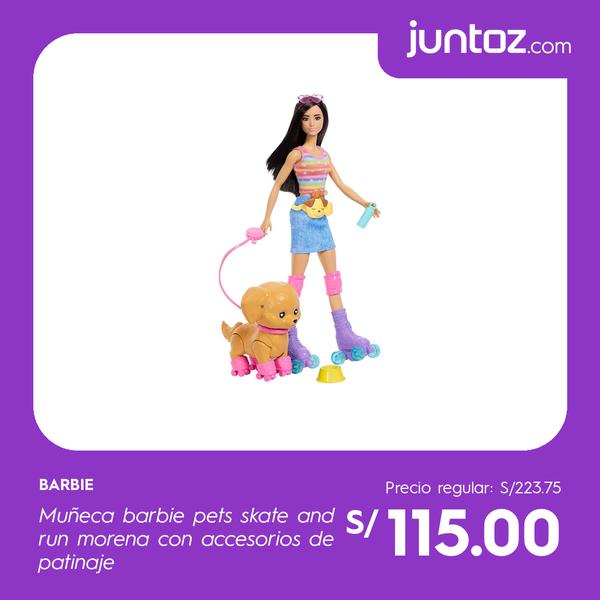 juntoz.com
BARBIE
Muñeca barbie pets skate and
run morena con accesorios de
patinaje
Precio regular: S/223.75
S/115.00